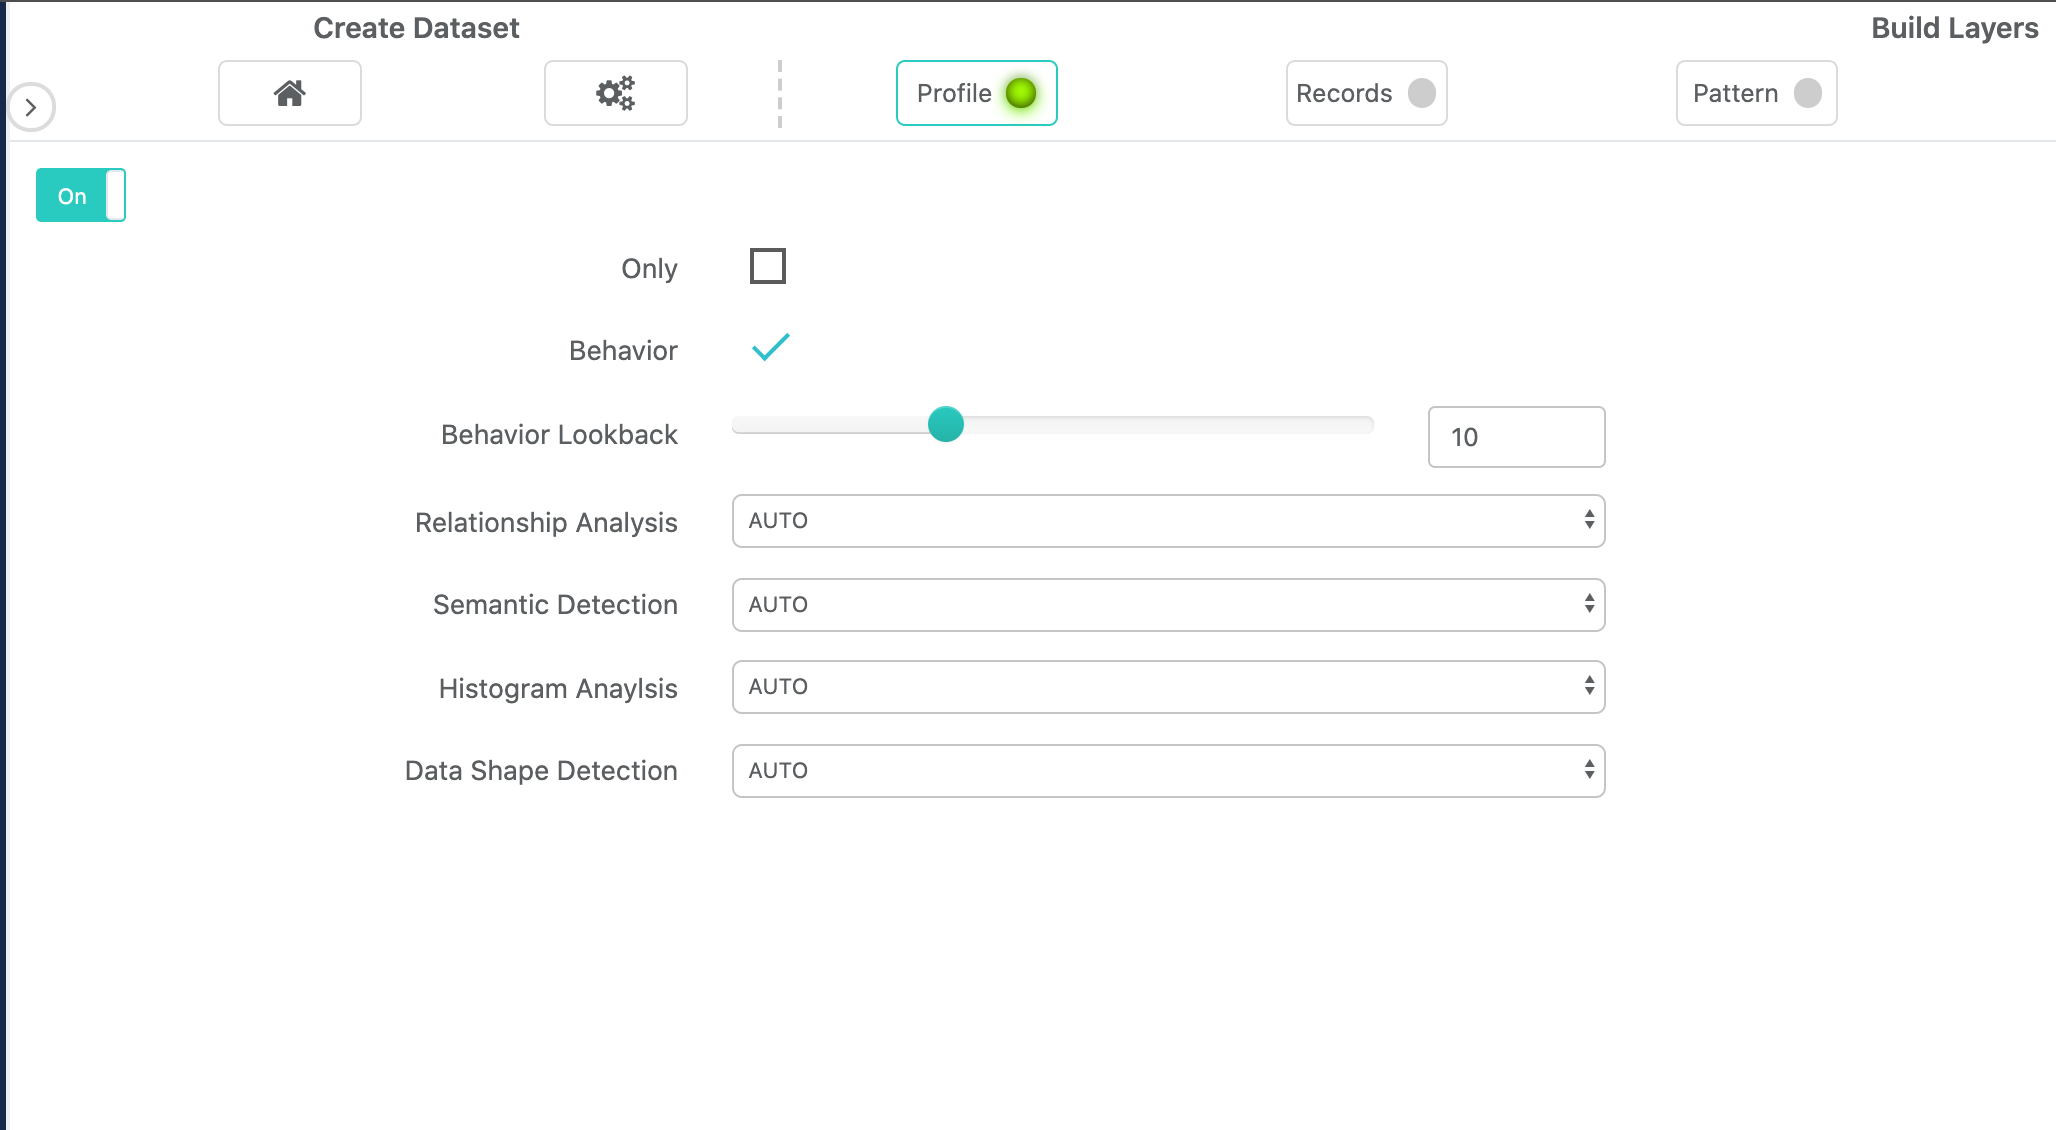 Create Dataset
Build Layers
Profile
Records
Pattern
On
Only
Behavior
Behavior Lookback
10
Relationship Analysis
AUTO
Semantic Detection
AUTO
Histogram Anaylsis
AUTO
Data Shape Detection
AUTO